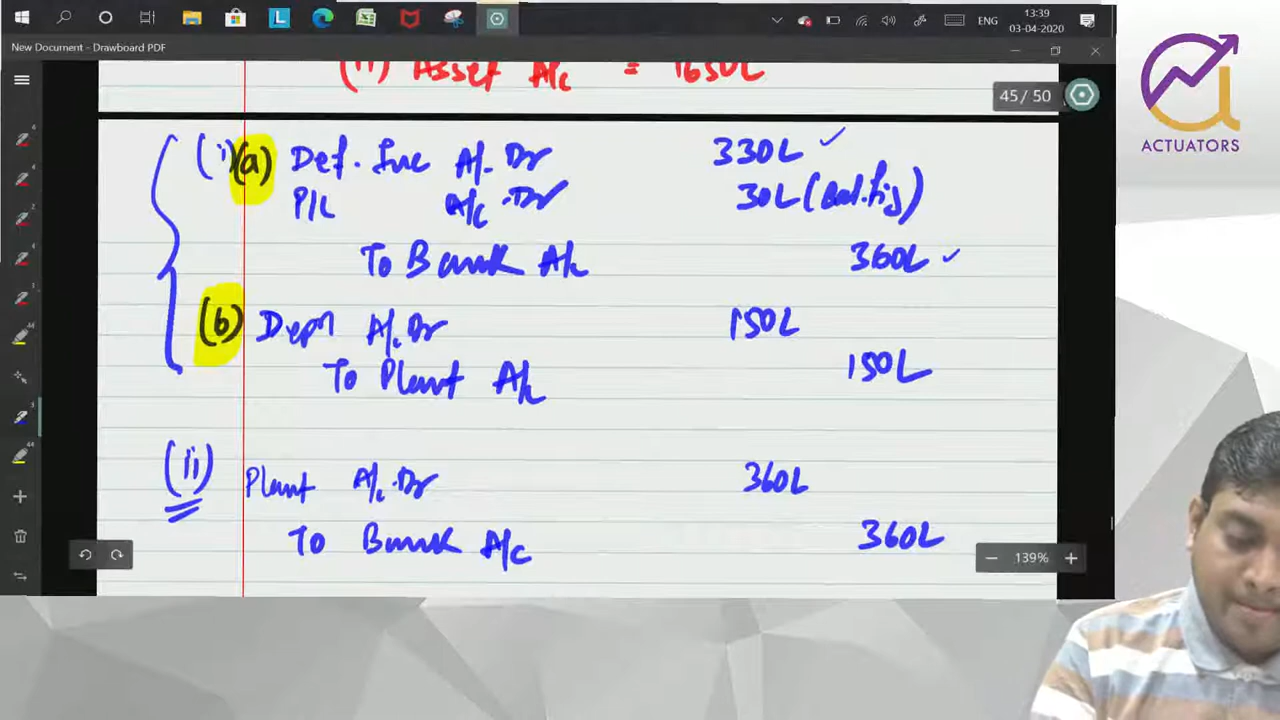 13:39
ENG
03-04-2020
New Document - Drawboard PDF
(ii) Asset A/c = 1650L
45 / 50
ACTUATORS
(i)(a) Def. Inc A/c. Dr 330L ✓
P/L A/c .Dr 30L (Bal. fig)
To Bank A/c 360L ✓
(b) Depn A/c. Dr 150L
To Plant A/c 150L
(ii) Plant A/c .Dr 360L
To Bank A/c 360L
139%